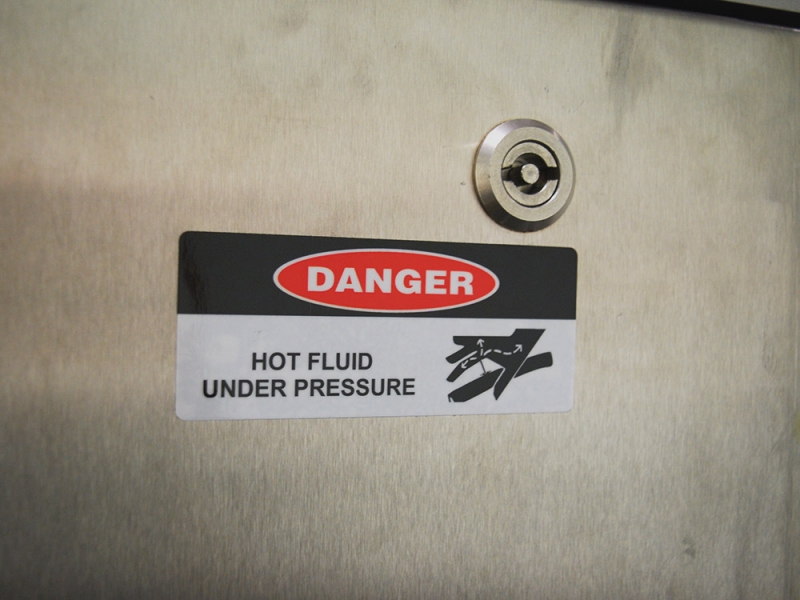 DANGER
HOT FLUID
UNDER PRESSURE